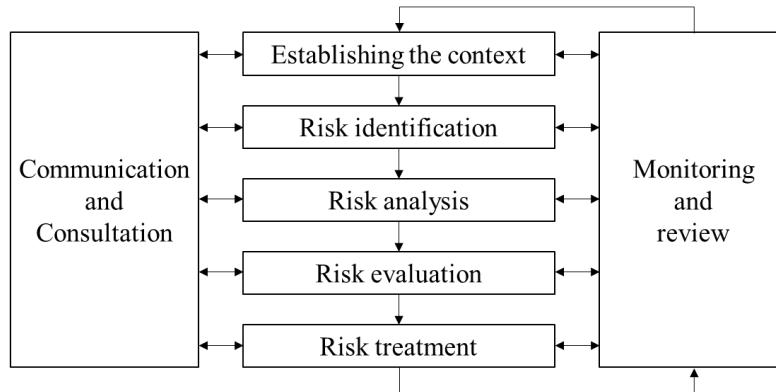 Establishing the context
Risk identification
Communication
and
Consultation
Risk analysis
Monitoring
and
review
Risk evaluation
Risk treatment